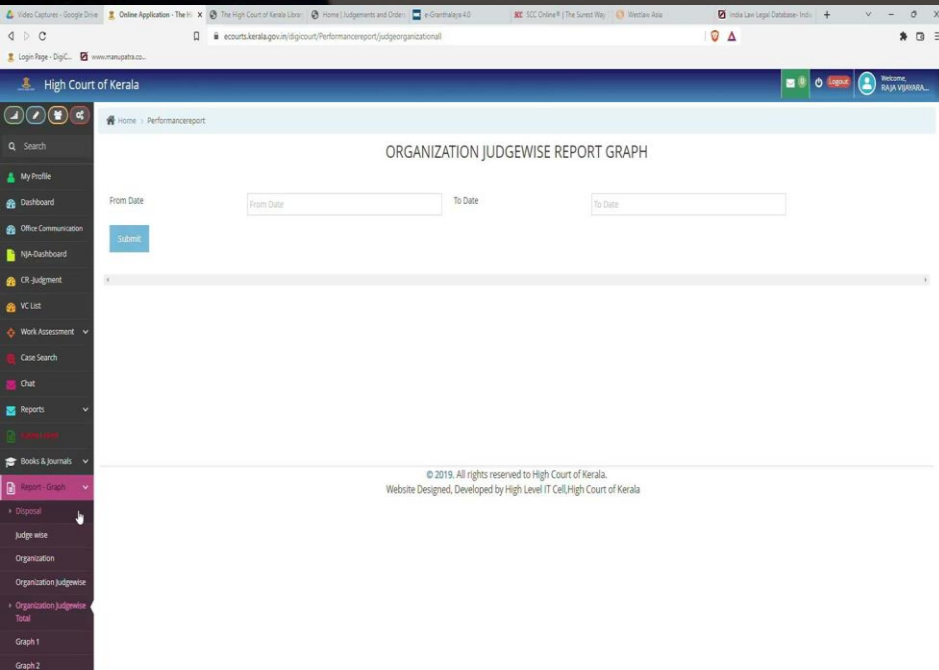 Video Captures - Google Drive
Online Application - The Hi
X
The High Court of Kerala Librar
Home | Judgements and Orders
e-Granthalaya 4.0
SCC Online® | The Surest Way
Westlaw Asia
India Law Legal Database- India
ecourts.kerala.gov.in/digicourt/Performancereport/judgeorganizationall
Login Page - DigiC...
www.manupatra.co...
High Court of Kerala
0
Logout
Welcome,
RAJA VIJAYARA...
Home > Performancereport
Search
ORGANIZATION JUDGEWISE REPORT GRAPH
My Profile
Dashboard
Office Communication
NJA-Dashboard
CR -Judgment
VC List
Work Assessment
Case Search
Chat
Reports
Books & Journals
Report - Graph
Disposal
Judge wise
Organization
Organization Judgewise
Organization Judgewise
Total
Graph 1
Graph 2
From Date
From Date
To Date
To Date
Submit
© 2019. All rights reserved to High Court of Kerala.
Website Designed, Developed by High Level IT Cell,High Court of Kerala